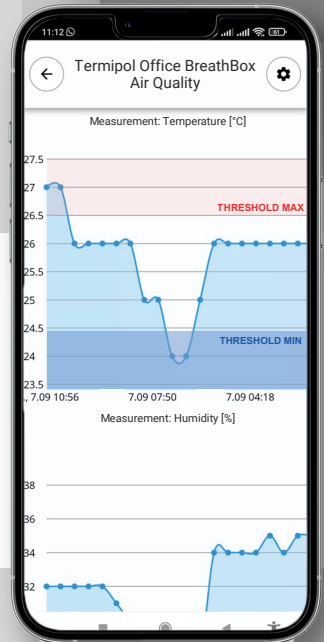 11:12
61
Termipol Office BreathBox
Air Quality
Measurement: Temperature [°C]
27.5
27
THRESHOLD MAX
26.5
26
25.5
25
24.5
THRESHOLD MIN
24
23.5
., 7.09 10:56 7.09 07:50 7.09 04:18
Measurement: Humidity [%]
38
36
34
32